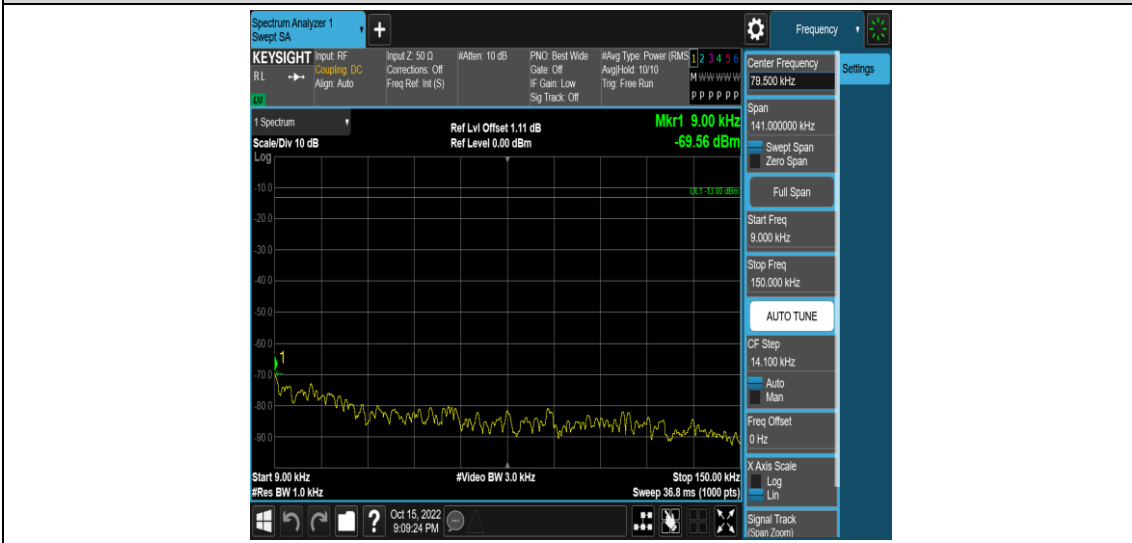 Spectrum Analyzer 1
Swept SA
+
Frequency
KEYSIGHT
R L
LXI
Input: RF
Coupling: DC
Align: Auto
Input Z: 50 Ω
Corrections: Off
Freq Ref: Int (S)
#Atten: 10 dB
PNO: Best Wide
Gate: Off
IF Gain: Low
Sig Track: Off
#Avg Type: Power (RMS
Avg|Hold: 10/10
Trig: Free Run
1 2 3 4 5 6
M W W W W W
P P P P P P
Center Frequency
79.500 kHz
Settings
Span
141.000000 kHz
Swept Span
Zero Span
Full Span
Start Freq
9.000 kHz
Stop Freq
150.000 kHz
AUTO TUNE
CF Step
14.100 kHz
Auto
Man
Freq Offset
0 Hz
X Axis Scale
Log
Lin
Signal Track
(Span Zoom)
1 Spectrum
Scale/Div 10 dB
Log
Ref Lvl Offset 1.11 dB
Ref Level 0.00 dBm
Mkr1 9.00 kHz
-69.56 dBm
DL1 -13.00 dBm
-10.0
-20.0
-30.0
-40.0
-50.0
-60.0
-70.0
-80.0
-90.0
1
Start 9.00 kHz
#Res BW 1.0 kHz
#Video BW 3.0 kHz
Stop 150.00 kHz
Sweep 36.8 ms (1000 pts)
?
Oct 15, 2022
9:09:24 PM